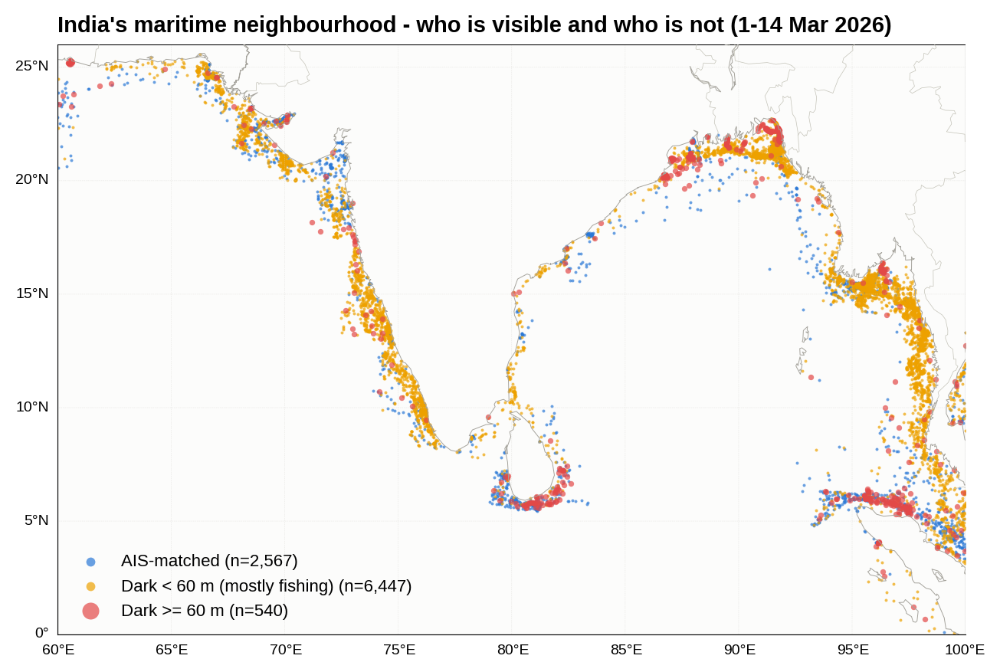 India's maritime neighbourhood - who is visible and who is not (1-14 Mar 2026)
25°N
20°N
15°N
10°N
5°N
0°
AIS-matched (n=2,567)
Dark < 60 m (mostly fishing) (n=6,447)
Dark >= 60 m (n=540)
60°E 65°E 70°E 75°E 80°E 85°E 90°E 95°E 100°E